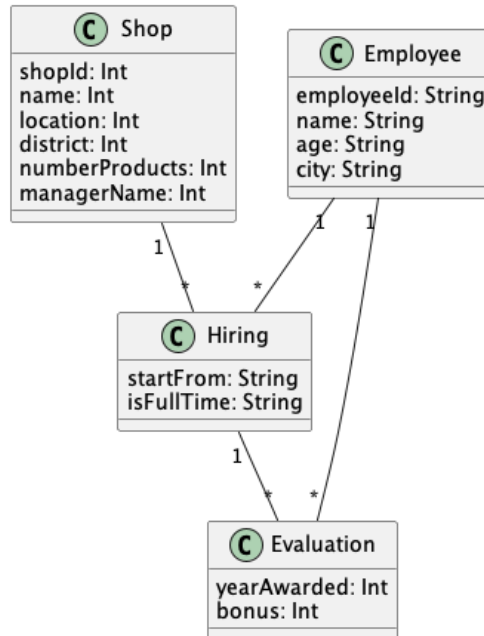 C Shop
shopId: Int
name: Int
location: Int
district: Int
numberProducts: Int
managerName: Int
C Employee
employeeId: String
name: String
age: String
city: String
1
1
1
*
*
C Hiring
startFrom: String
isFullTime: String
1
*
*
C Evaluation
yearAwarded: Int
bonus: Int